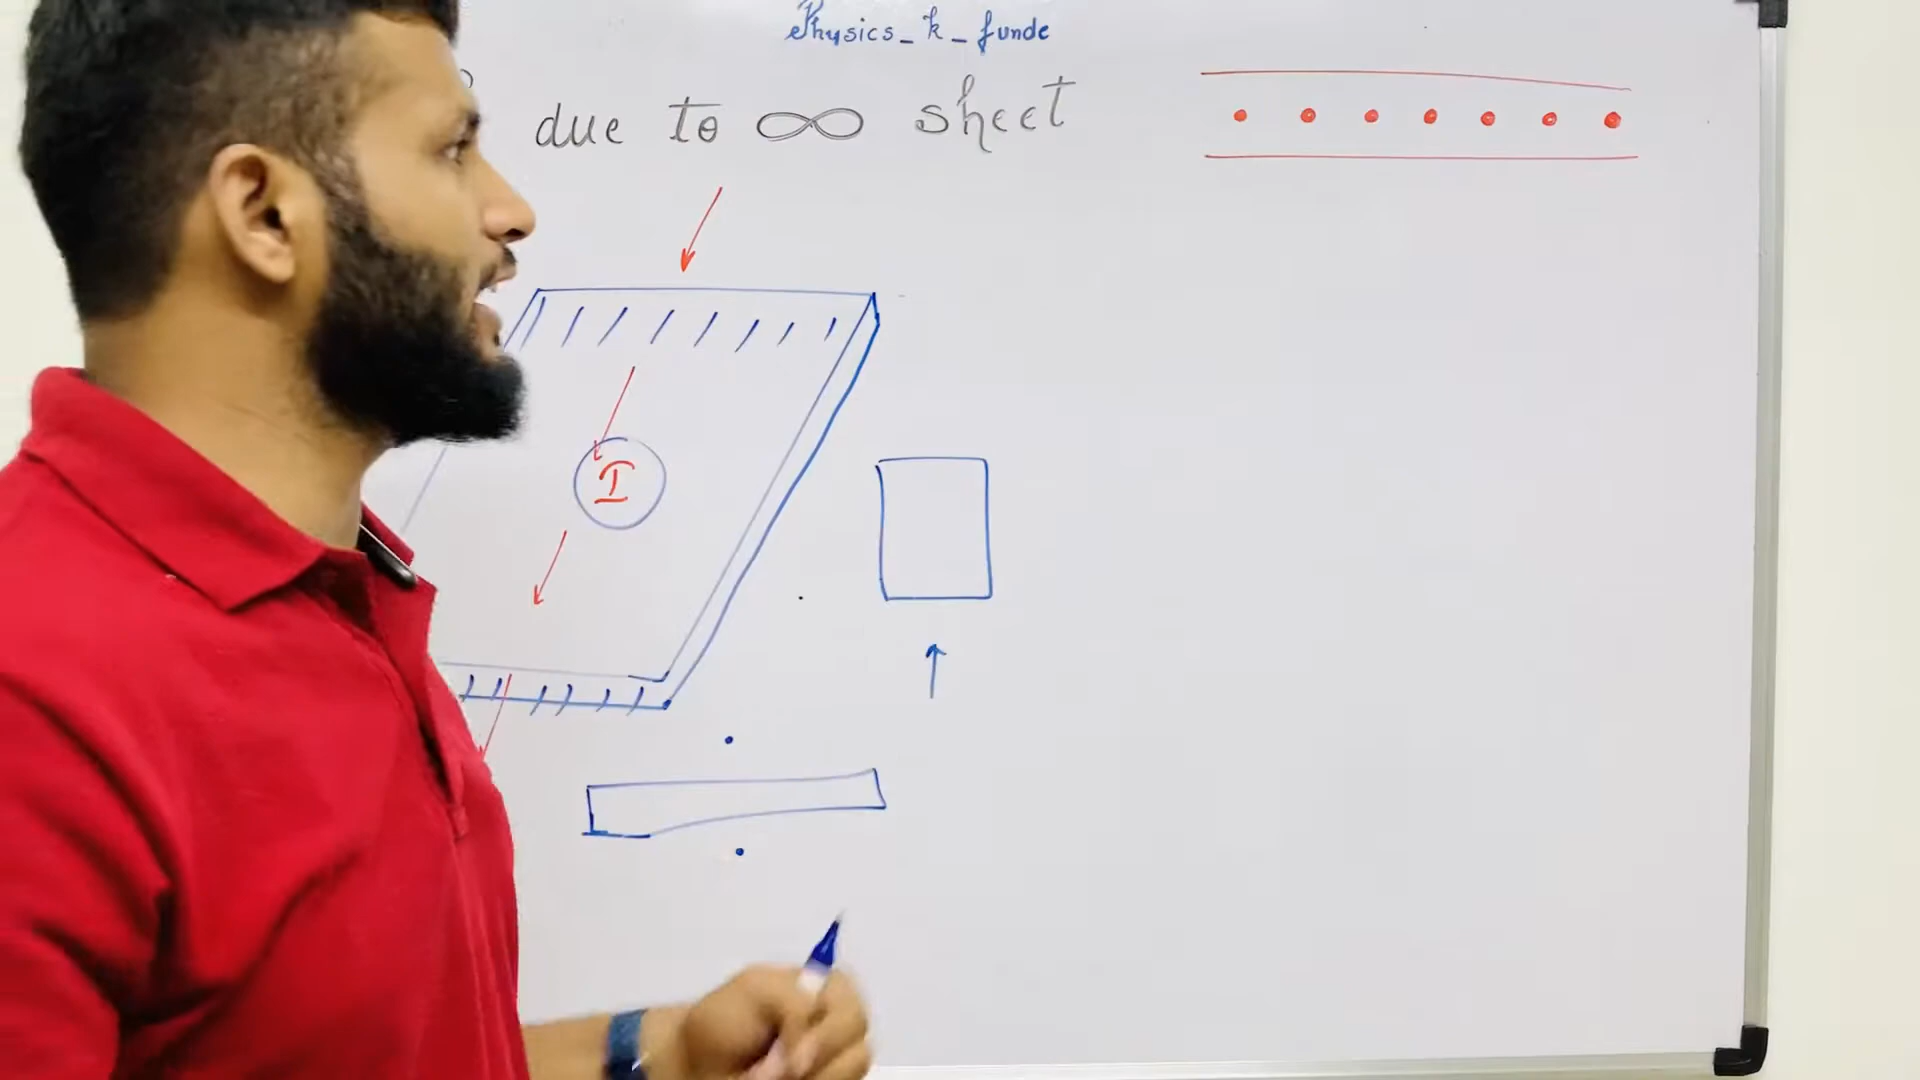 Physics_k_funde
due to ∞ sheet
I